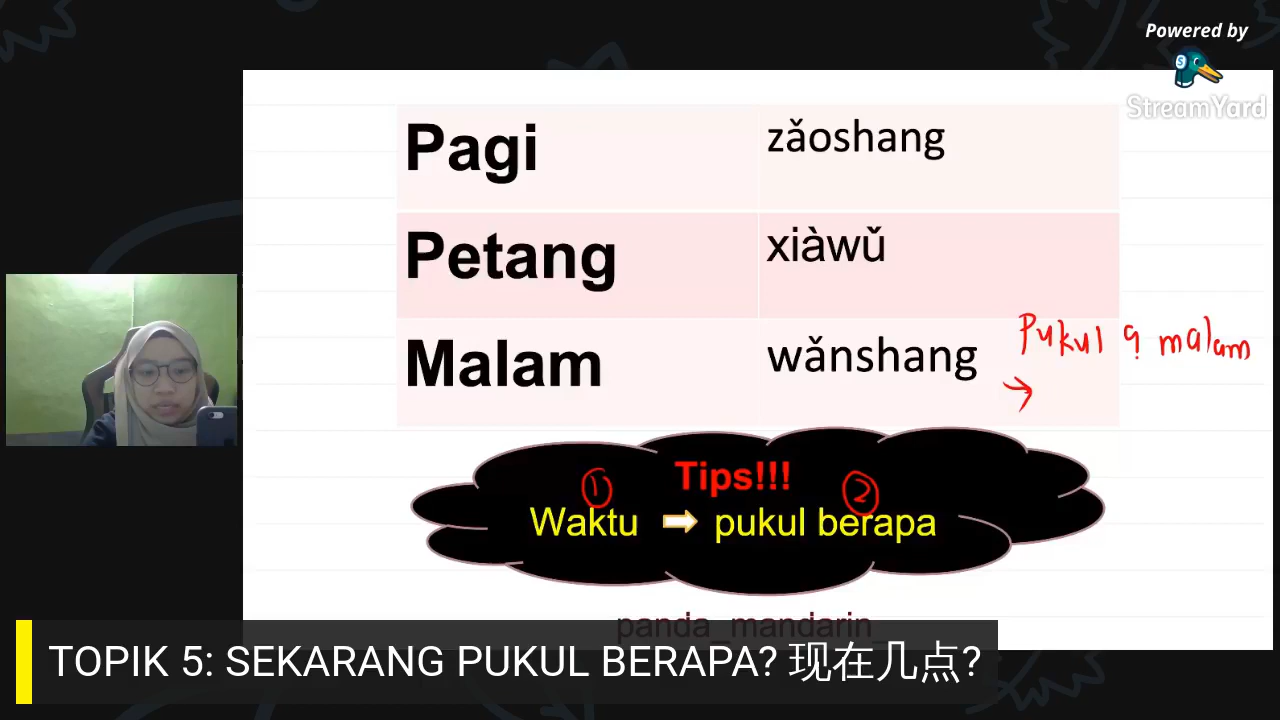 Powered by
StreamYard
Pagi zǎoshang
Petang xiàwǔ
Malam wǎnshang
Pukul 9 malam
→
Tips!!!
① ②
Waktu ➡ pukul berapa
panda_mandarin_
TOPIK 5: SEKARANG PUKUL BERAPA? 现在几点?